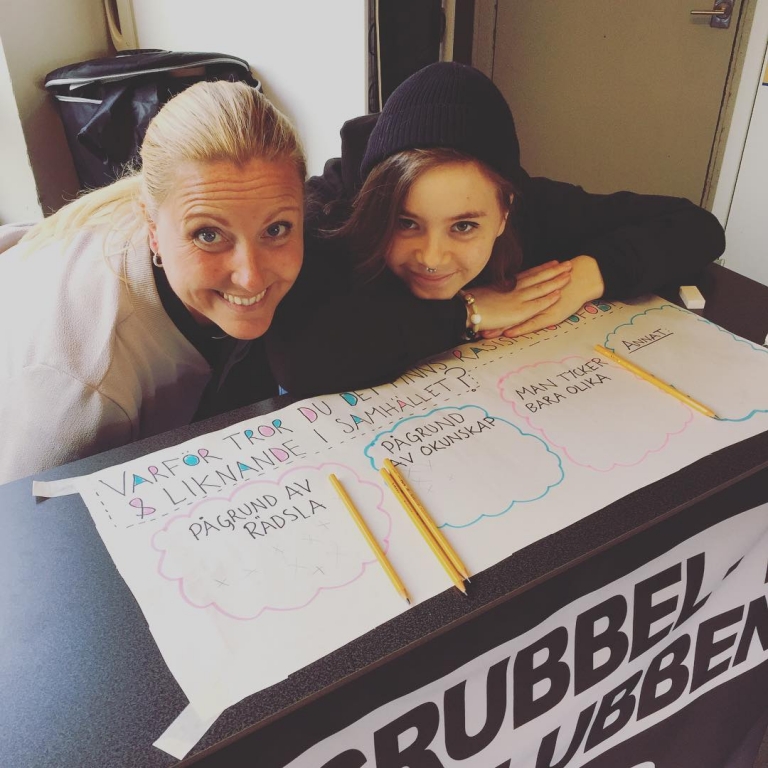 VARFÖR TROR DU DET FINNS RASISM, HOMOFOBI
& LIKNANDE I SAMHÄLLET?
PÅGRUND AV
RÄDSLA
PÅGRUND
AV OKUNSKAP
MAN TYCKER
BARA OLIKA
ANNAT
GRUBBEL-
KLUBBEN